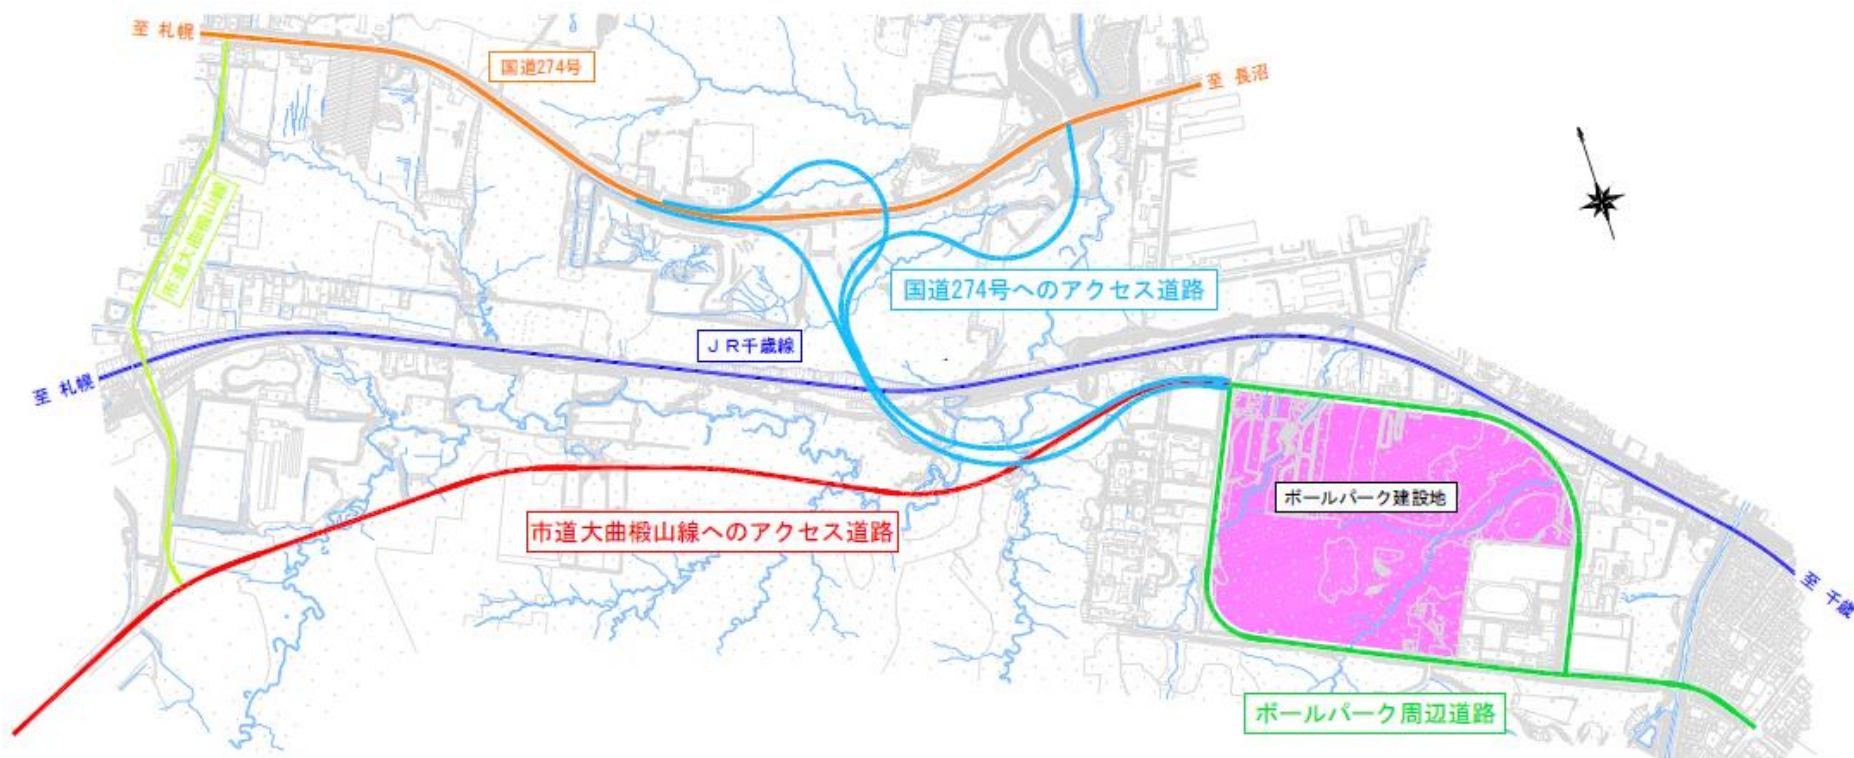 至 札幌
国道274号
至 長沼
市道大曲椴山線
国道274号へのアクセス道路
JR千歳線
至 札幌
ボールパーク建設地
市道大曲椴山線へのアクセス道路
至 千歳
ボールパーク周辺道路